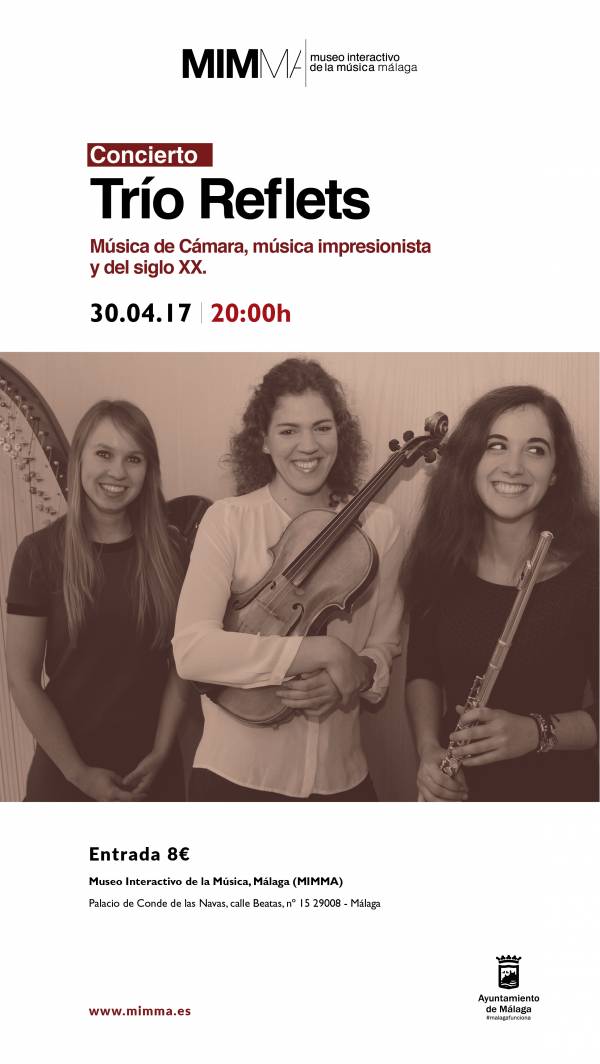 MIMMA
museo interactivo
de la música málaga
Concierto
Trío Reflets
Música de Cámara, música impresionista
y del siglo XX.
30.04.17 | 20:00h
Entrada 8€
Museo Interactivo de la Música, Málaga (MIMMA)
Palacio de Conde de las Navas, calle Beatas, nº 15 29008 - Málaga
www.mimma.es
Ayuntamiento
de Málaga
#malagafunciona